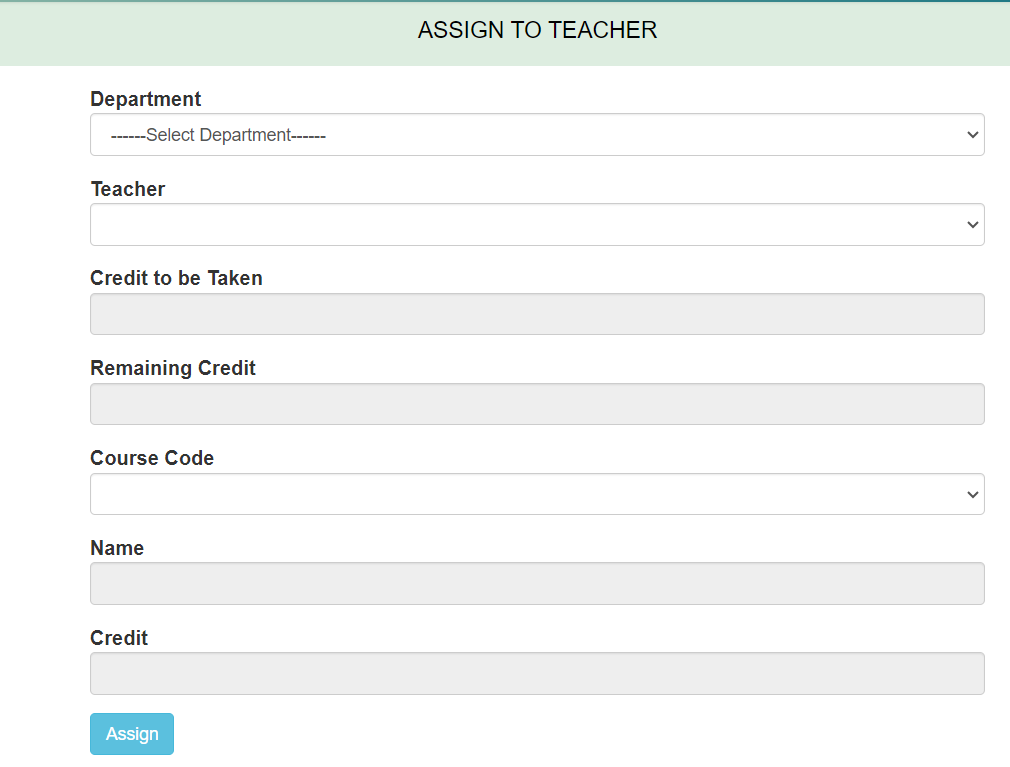 ASSIGN TO TEACHER
Department
------Select Department------
Teacher
Credit to be Taken
Remaining Credit
Course Code
Name
Credit
Assign